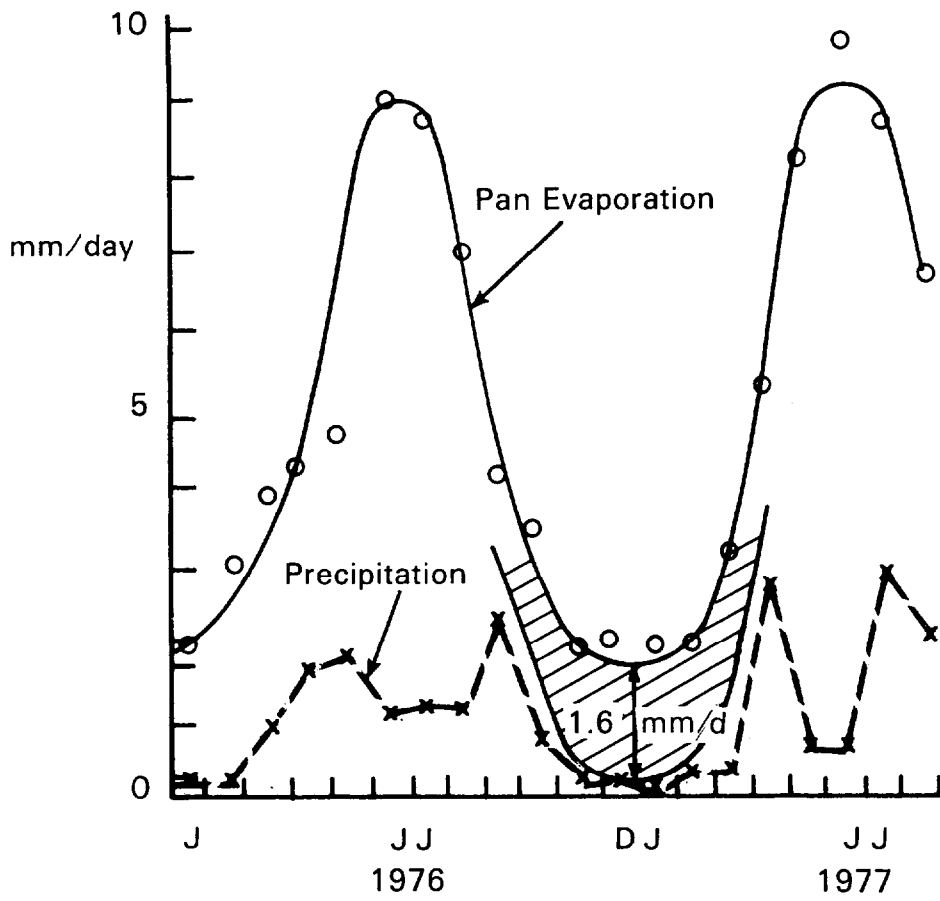 10
Pan Evaporation
mm/day
5
Precipitation
1.6 mm/d
0
J J J D J J J
1976 1977